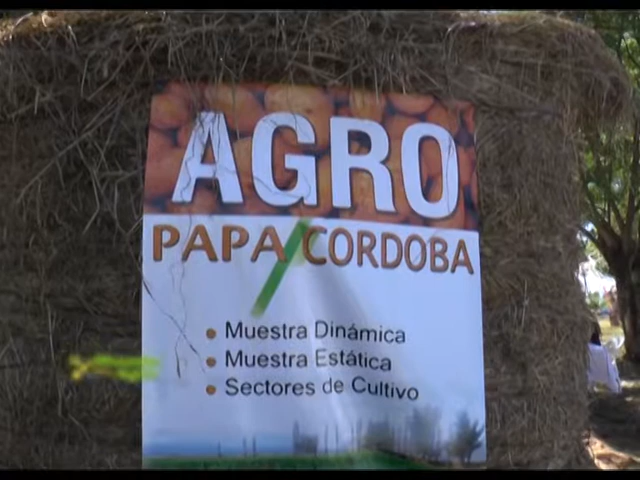 AGRO
PAPA/CORDOBA
• Muestra Dinámica
• Muestra Estática
• Sectores de Cultivo